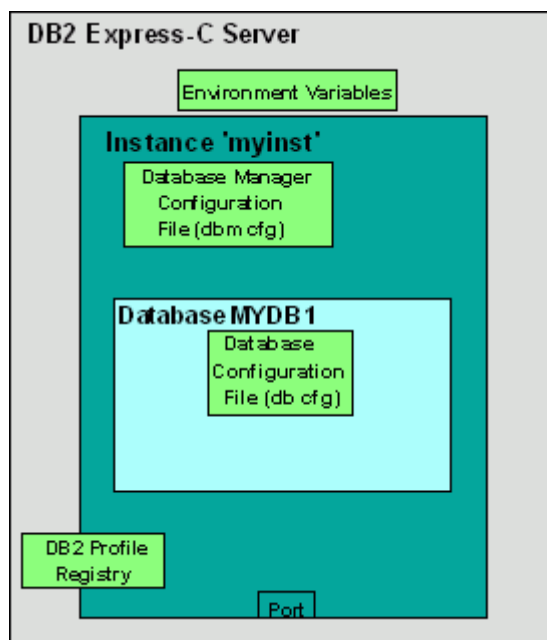 DB2 Express-C Server
Environment Variables
Instance 'myinst'
Database Manager
Configuration
File (dbm cfg)
Database MYDB1
Database
Configuration
File (db cfg)
DB2 Profile
Registry
Port